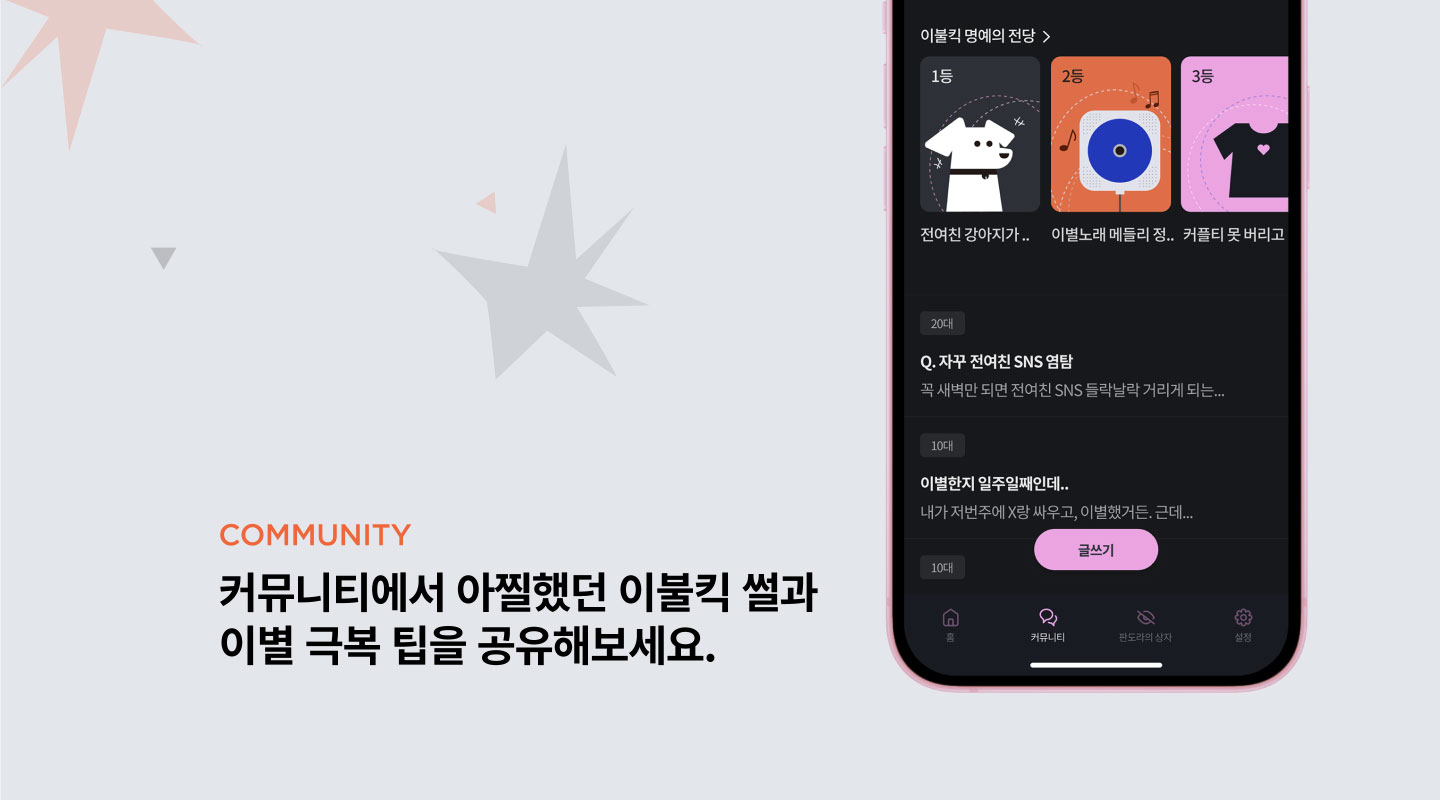 이불킥 명예의 전당
1등
2등
3등
전여친 강아지가 ..
이별노래 메들리 정..
커플티 못 버리고
20대
Q. 자꾸 전여친 SNS 염탐
꼭 새벽만 되면 전여친 SNS 들락날락 거리게 되는...
10대
이별한지 일주일째인데..
내가 저번주에 X랑 싸우고, 이별했거든. 근데...
글쓰기
10대
홈
커뮤니티
판도라의 상자
설정
COMMUNITY
커뮤니티에서 아찔했던 이불킥 썰과
이별 극복 팁을 공유해보세요.